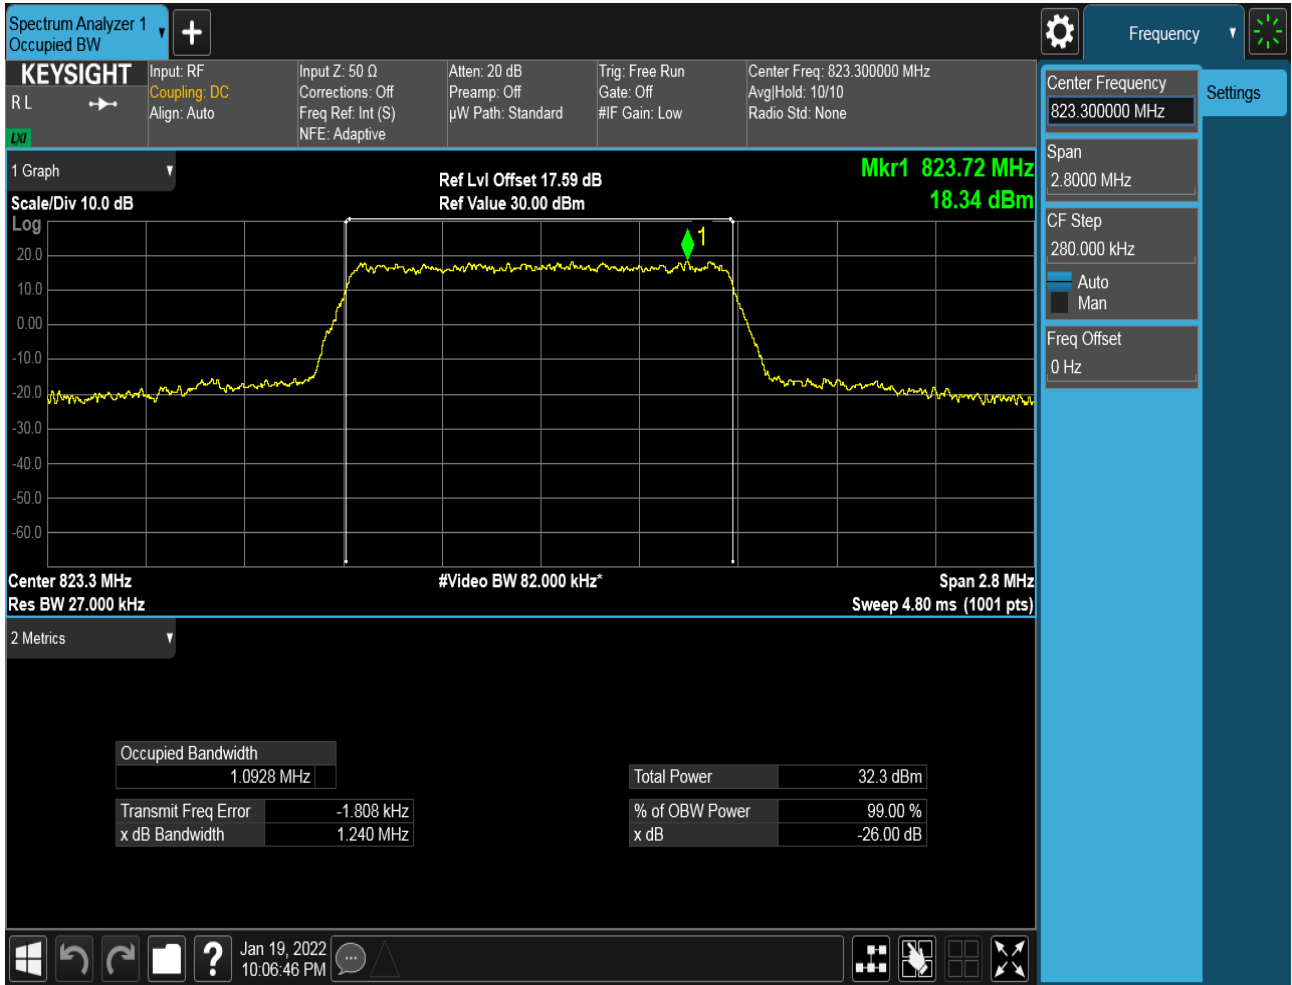 Spectrum Analyzer 1
Occupied BW
Frequency
KEYSIGHT
R L
LXI
Input: RF
Coupling: DC
Align: Auto
Input Z: 50 Ω
Corrections: Off
Freq Ref: Int (S)
NFE: Adaptive
Atten: 20 dB
Preamp: Off
µW Path: Standard
Trig: Free Run
Gate: Off
#IF Gain: Low
Center Freq: 823.300000 MHz
Avg|Hold: 10/10
Radio Std: None
Center Frequency
823.300000 MHz
Settings
Span
2.8000 MHz
CF Step
280.000 kHz
Auto
Man
Freq Offset
0 Hz
1 Graph
Scale/Div 10.0 dB
Log
Ref Lvl Offset 17.59 dB
Ref Value 30.00 dBm
Mkr1 823.72 MHz
18.34 dBm
1
20.0
10.0
0.00
-10.0
-20.0
-30.0
-40.0
-50.0
-60.0
Center 823.3 MHz
Res BW 27.000 kHz
#Video BW 82.000 kHz*
Span 2.8 MHz
Sweep 4.80 ms (1001 pts)
2 Metrics
Occupied Bandwidth
1.0928 MHz
Transmit Freq Error -1.808 kHz
x dB Bandwidth 1.240 MHz
Total Power 32.3 dBm
% of OBW Power 99.00 %
x dB -26.00 dB
?
Jan 19, 2022
10:06:46 PM